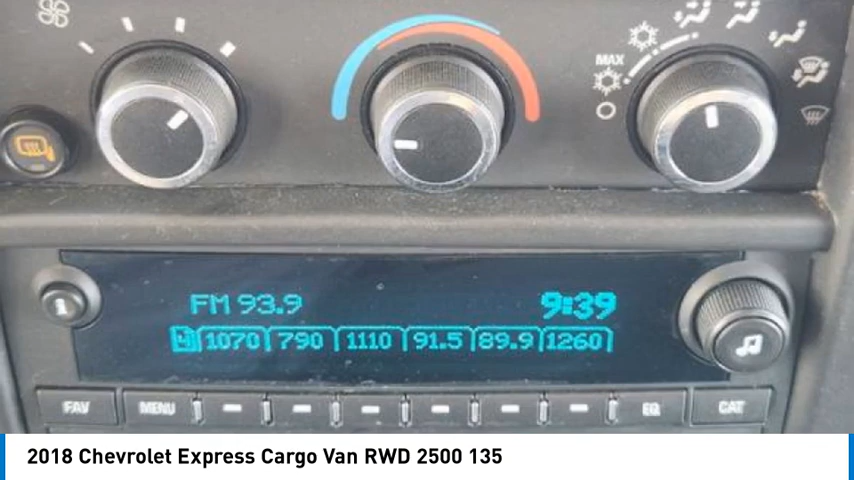 MAX
FM 93.9 9:39
1070 790 1110 91.5 89.9 1260
FAV MENU EQ CAT
2018 Chevrolet Express Cargo Van RWD 2500 135